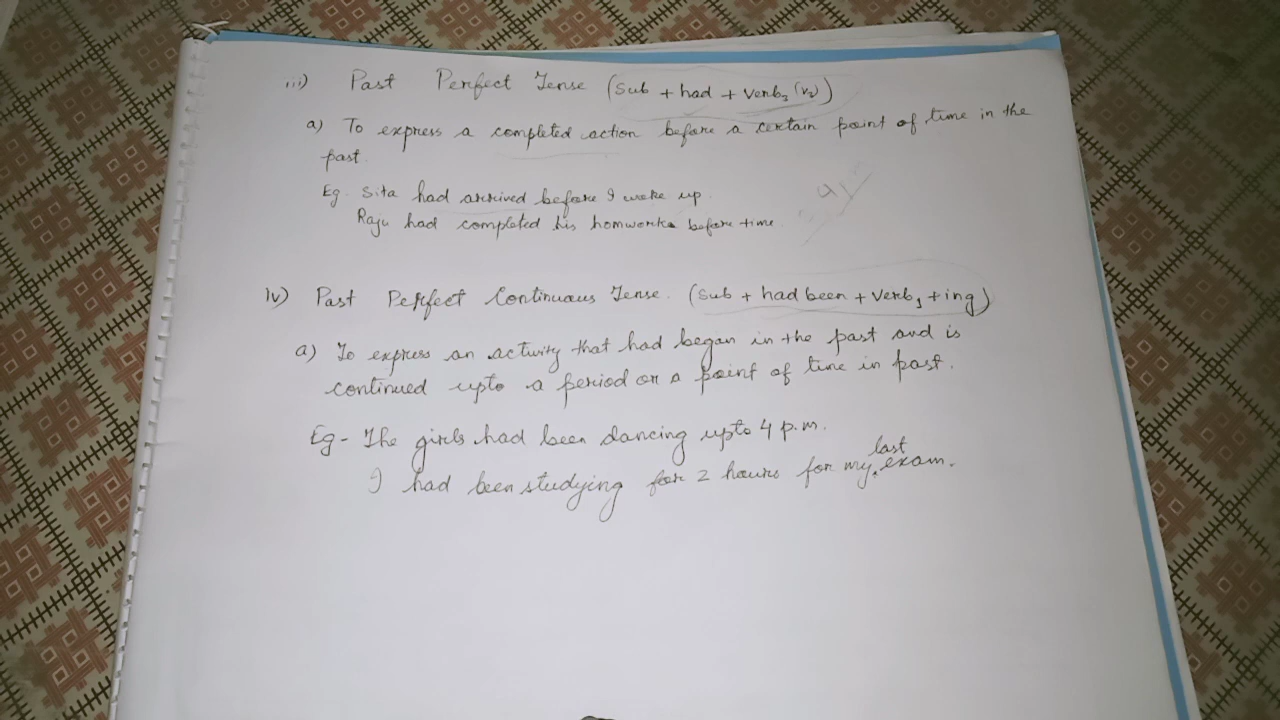 iii) Past Perfect Tense (Sub + had + verb₃ (v₃))
a) To express a completed action before a certain point of time in the
past.
Eg. Sita had arrived before I woke up.
Raju had completed his homworks before time.
iv) Past Perfect Continuous Tense. (Sub + had been + Verb₁ + ing)
a) To express an activity that had began in the past and is
continued upto a period or a point of time in past.
Eg - The girls had been dancing upto 4 p.m.
I had been studying for 2 hours for my last exam.